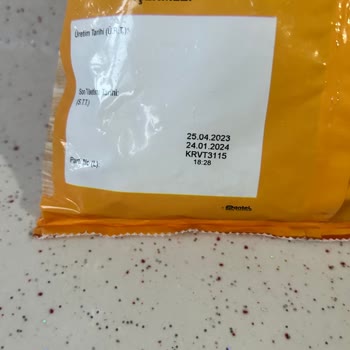 Üretim Tarihi (Ü.R.T.):
Son Tüketim Tarihi:
(S.T.T.)
25.04.2023
24.01.2024
KRVT3115
18:28
Parti No (L)